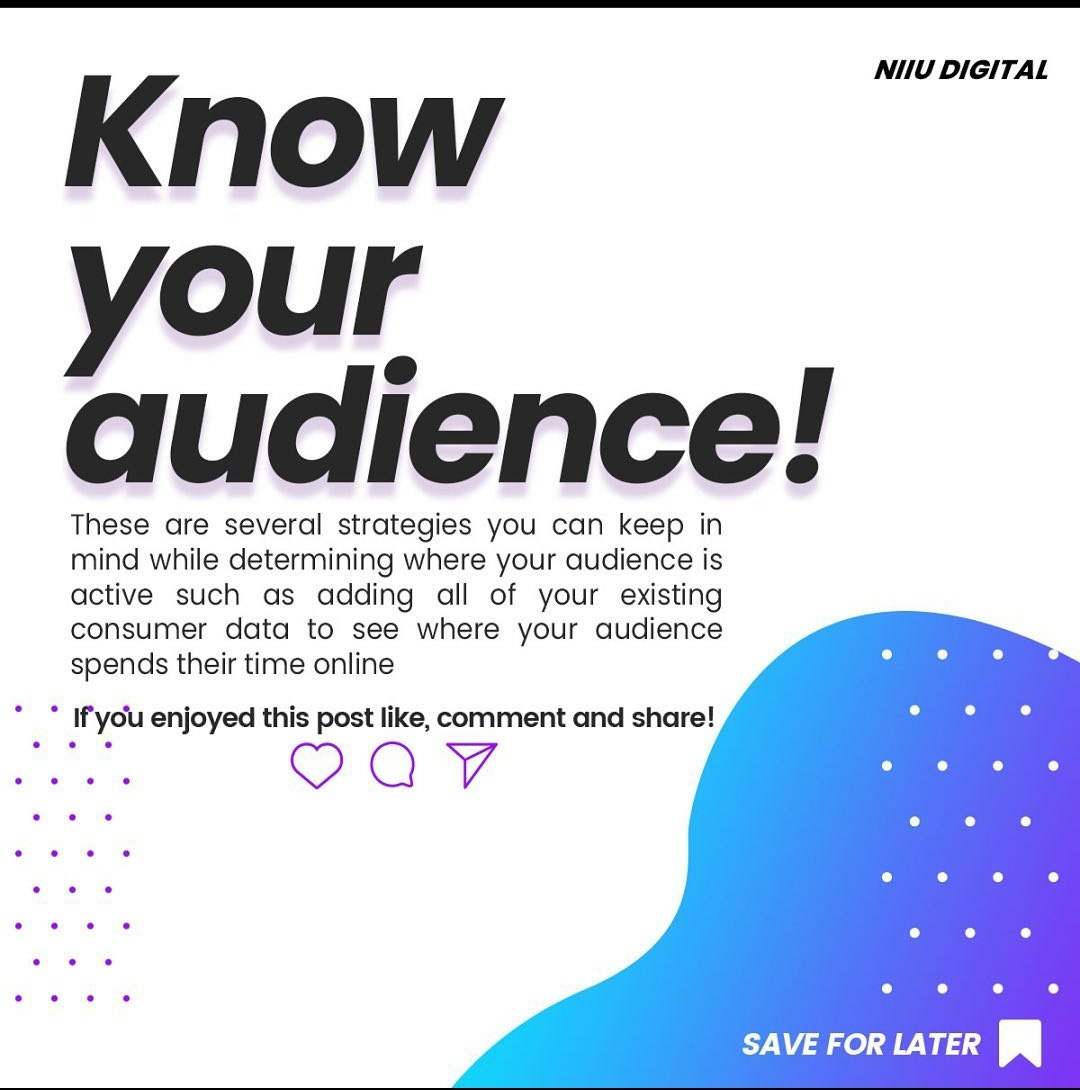 NIIU DIGITAL
Know
your
audience!
These are several strategies you can keep in
mind while determining where your audience is
active such as adding all of your existing
consumer data to see where your audience
spends their time online
If you enjoyed this post like, comment and share!
SAVE FOR LATER